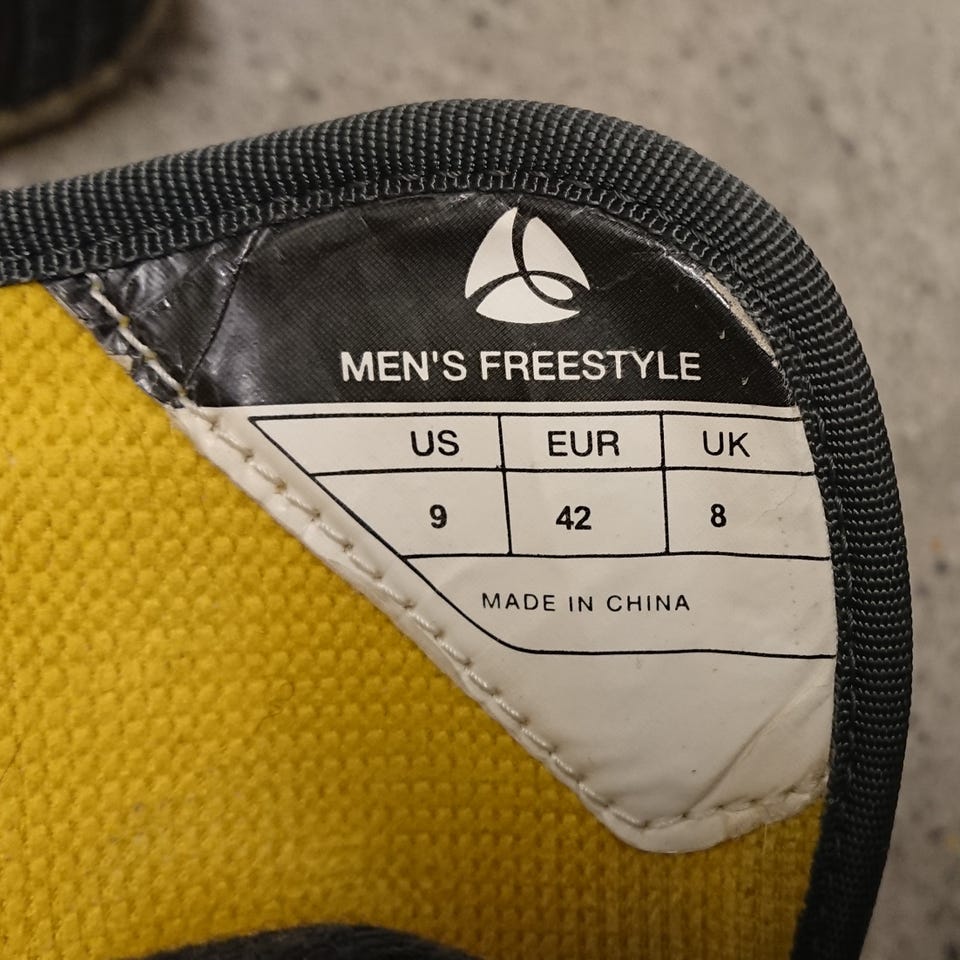 MEN'S FREESTYLE
US EUR UK
9 42 8
MADE IN CHINA